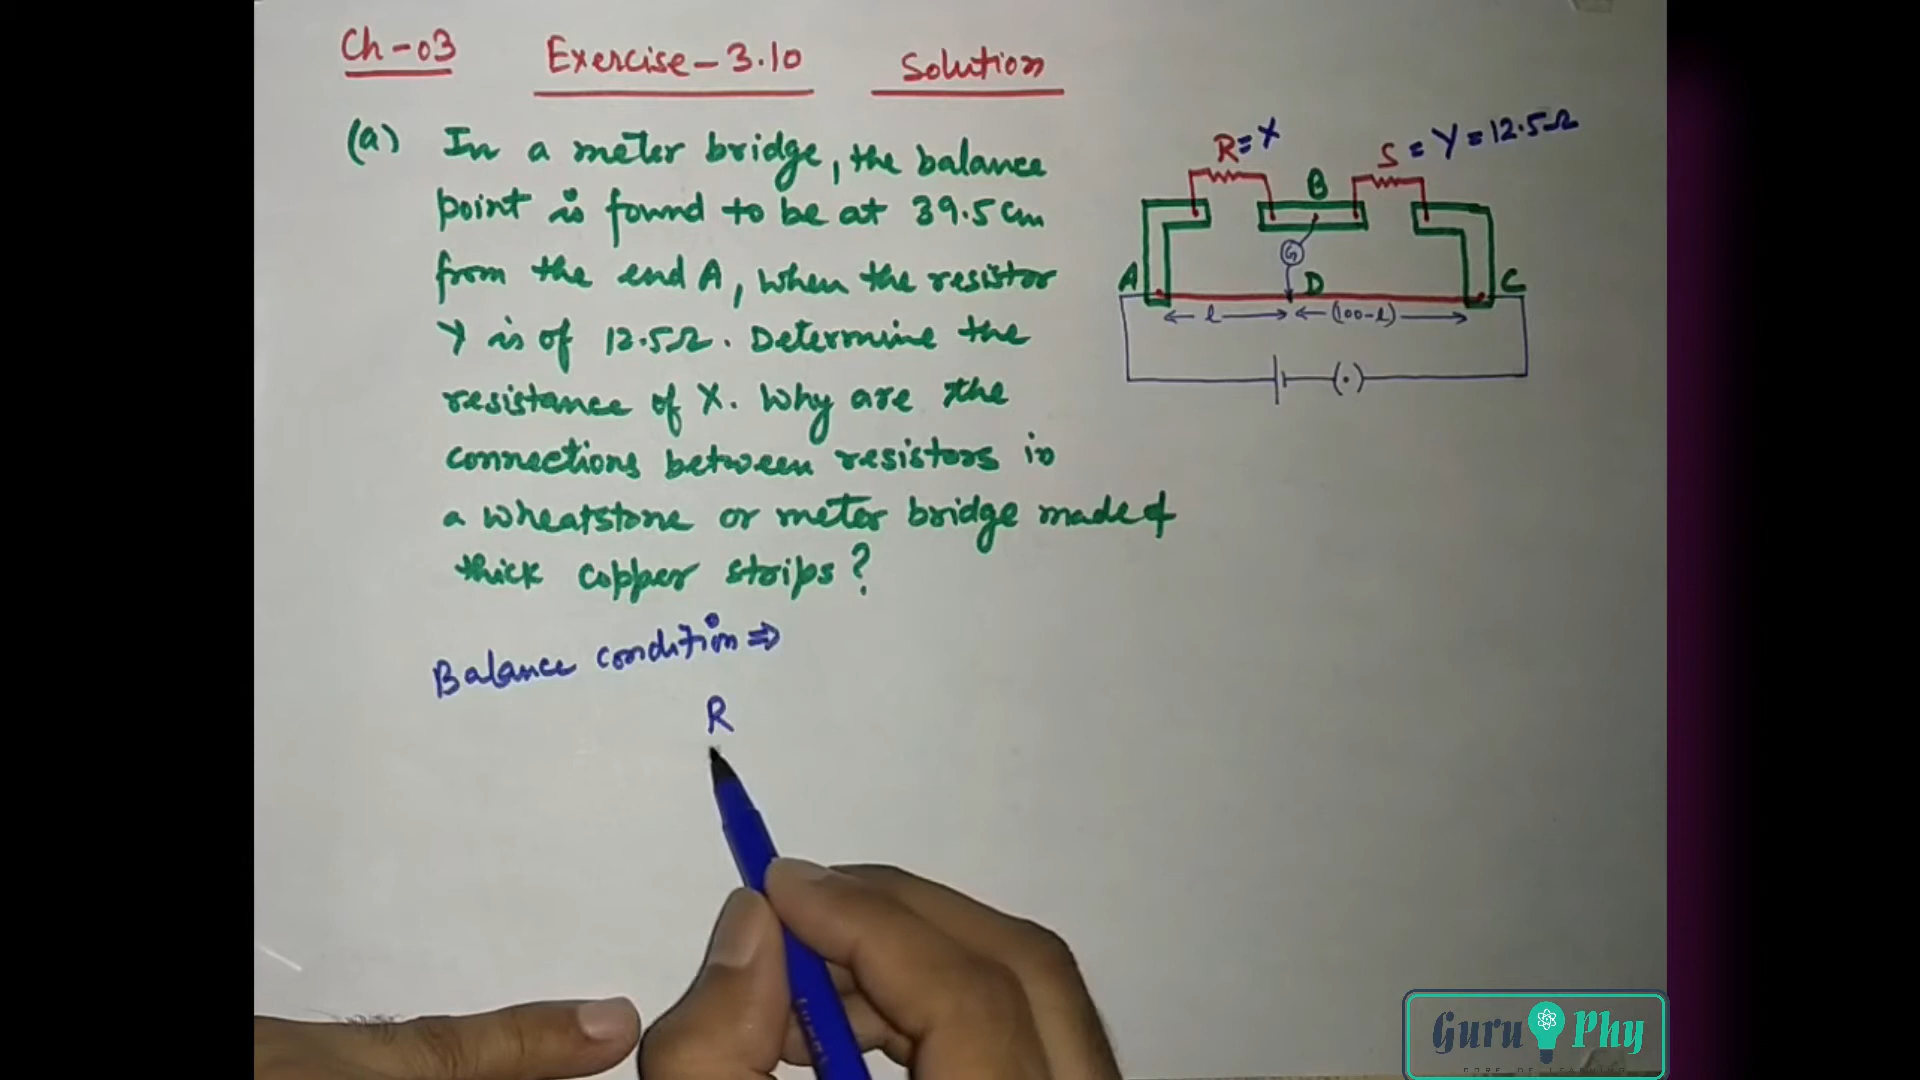 Ch-03 Exercise-3.10 Solution
(a) In a meter bridge, the balance
point is found to be at 39.5cm
from the end A, when the resistor
Y is of 12.5Ω. Determine the
resistance of X. Why are the
connections between resistors in
a wheatstone or meter bridge made of
thick copper strips?
Balance condition ⇒
R
R=X
S = Y = 12.5Ω
B
G
A
D
C
l
(100-l)
Guru Phy